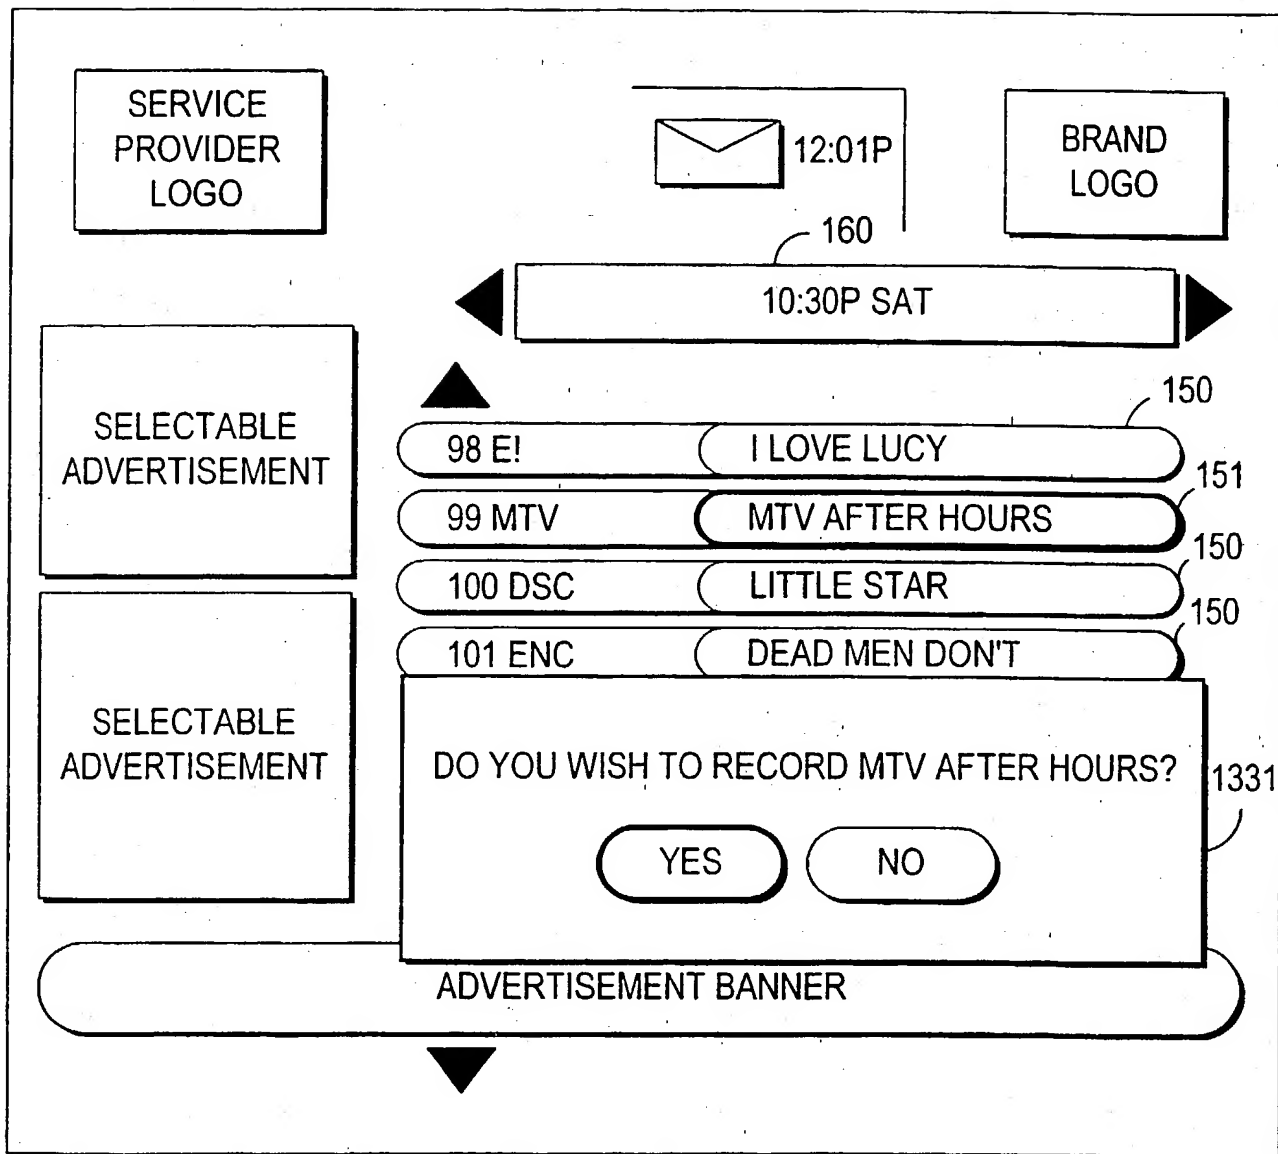 SERVICE
PROVIDER
LOGO
12:01P
BRAND
LOGO
160
10:30P SAT
SELECTABLE
ADVERTISEMENT
150
98 E! I LOVE LUCY
151
99 MTV MTV AFTER HOURS
150
100 DSC LITTLE STAR
150
101 ENC DEAD MEN DON'T
SELECTABLE
ADVERTISEMENT
DO YOU WISH TO RECORD MTV AFTER HOURS?
1331
YES NO
ADVERTISEMENT BANNER